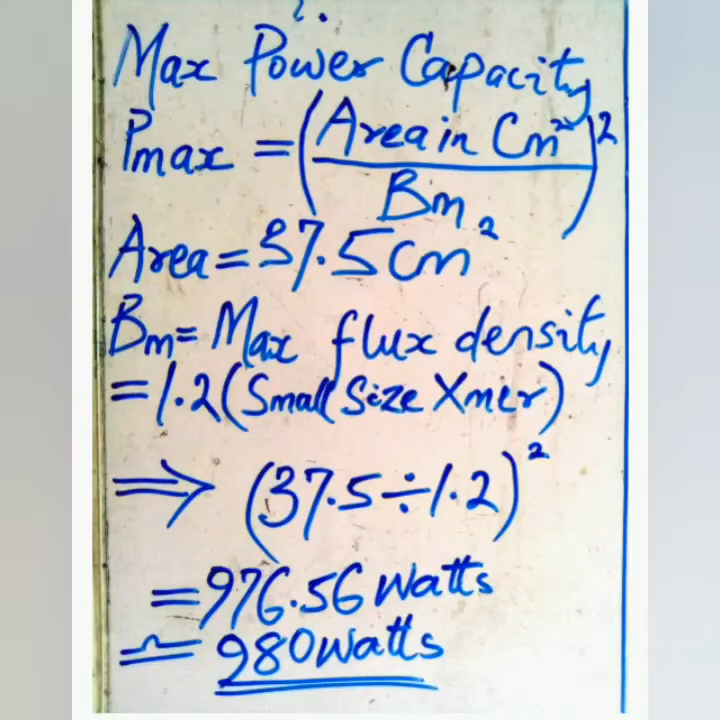 Max Power Capacity
Pmax = (Area in Cm² / Bm)²
Area = 37.5 Cm²
Bm = Max flux density
= 1.2 (Small Size Xmer)
⟹ (37.5 ÷ 1.2)²
= 976.56 Watts
≃ 980 Watts